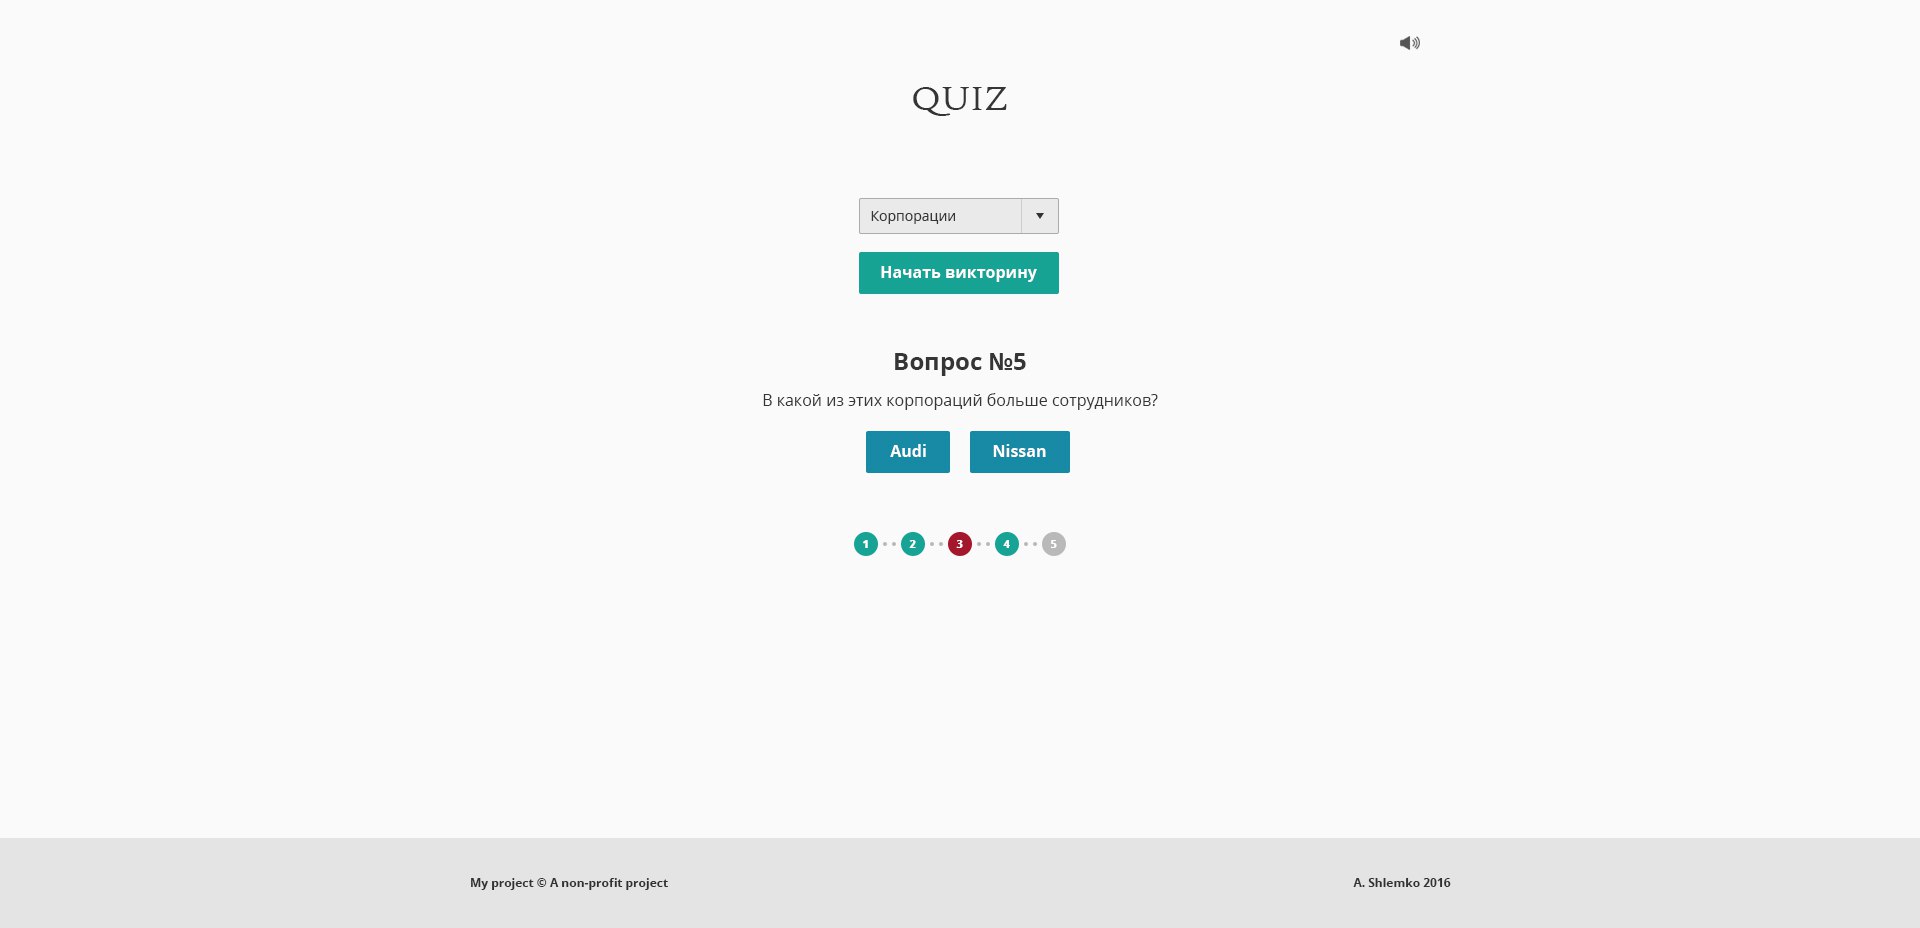 QUIZ
Корпорации
Начать викторину
Вопрос №5
В какой из этих корпораций больше сотрудников?
Audi Nissan
1 2 3 4 5
My project © A non-profit project A. Shlemko 2016